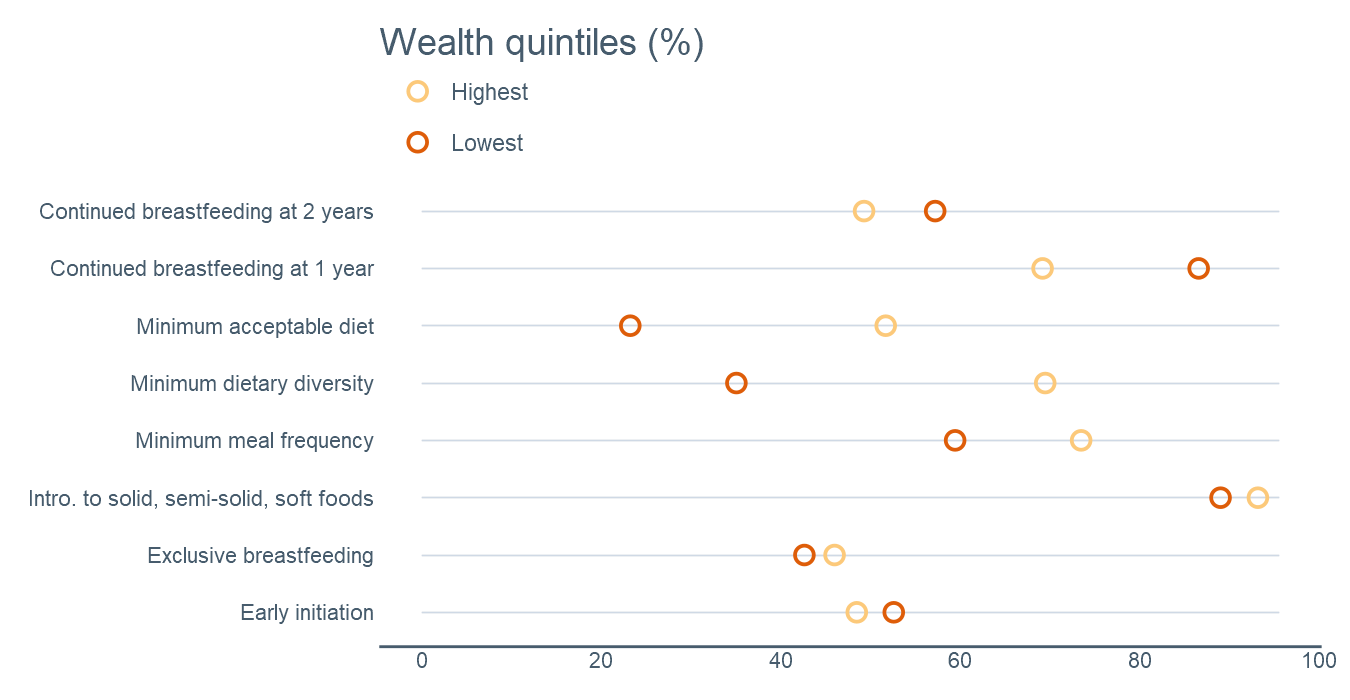 Wealth quintiles (%)
Highest
Lowest
Continued breastfeeding at 2 years
Continued breastfeeding at 1 year
Minimum acceptable diet
Minimum dietary diversity
Minimum meal frequency
Intro. to solid, semi-solid, soft foods
Exclusive breastfeeding
Early initiation
0 20 40 60 80 100